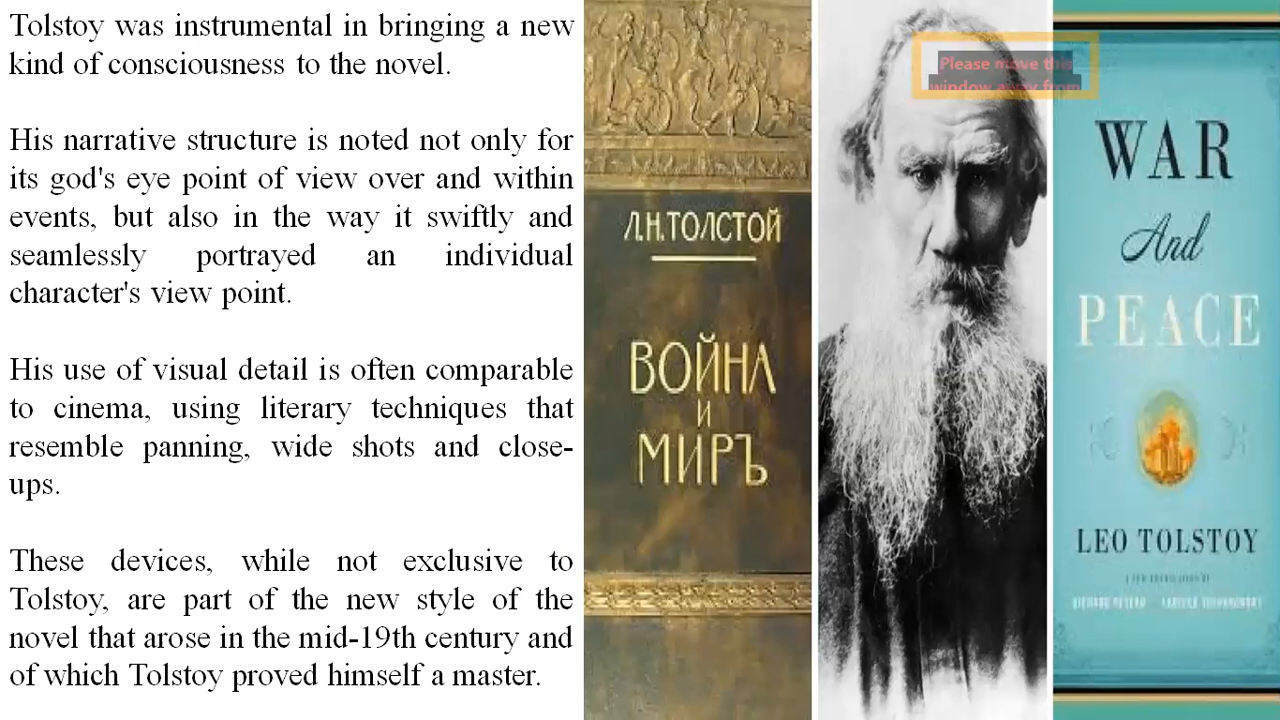 Tolstoy was instrumental in bringing a new
kind of consciousness to the novel.
His narrative structure is noted not only for
its god's eye point of view over and within
events, but also in the way it swiftly and
seamlessly portrayed an individual
character's view point.
His use of visual detail is often comparable
to cinema, using literary techniques that
resemble panning, wide shots and close-
ups.
These devices, while not exclusive to
Tolstoy, are part of the new style of the
novel that arose in the mid-19th century and
of which Tolstoy proved himself a master.
Л.Н.ТОЛСТОЙ
ВОЙНА
И
МИРЪ
Please move this
window away from
WAR
And
PEACE
LEO TOLSTOY